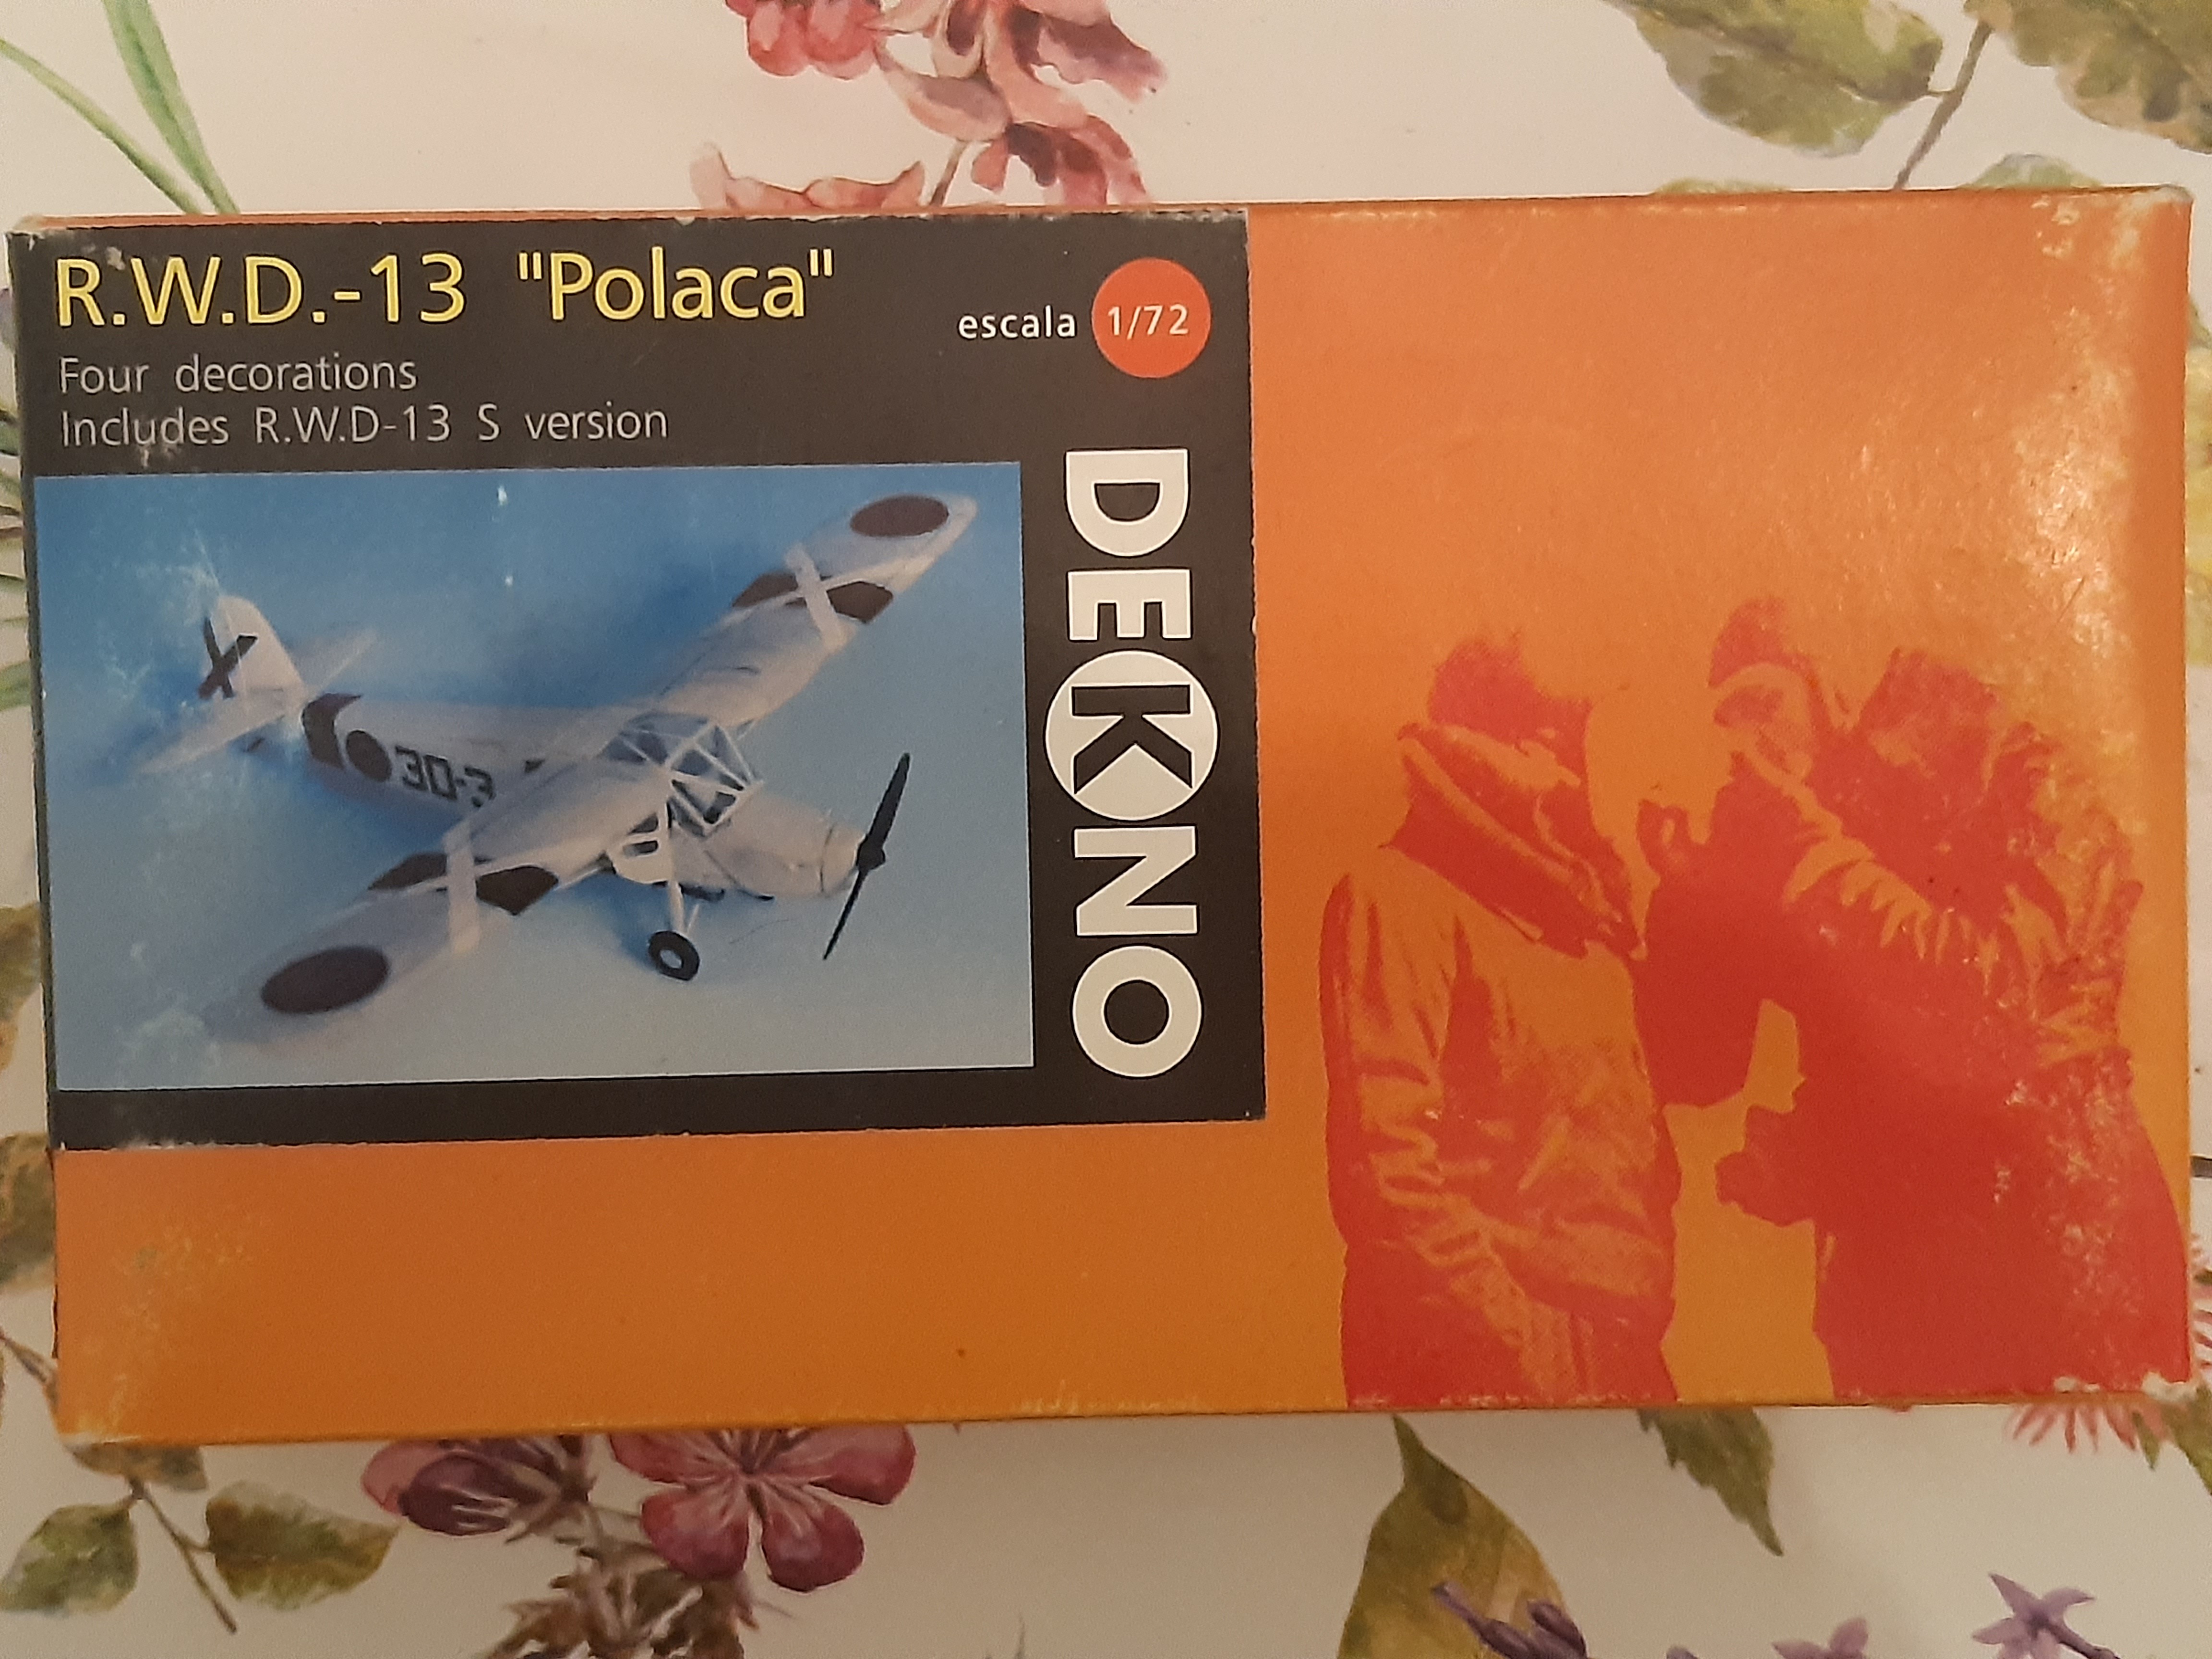 R.W.D.-13 "Polaca"
escala 1/72
Four decorations
Includes R.W.D-13 S version
DEKNO
X
30-3